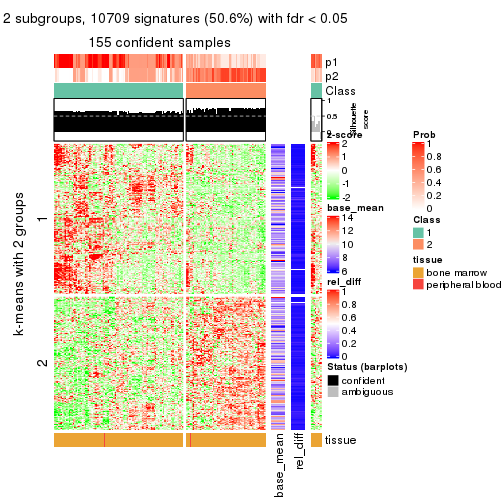 2 subgroups, 10709 signatures (50.6%) with fdr < 0.05
155 confident samples
p1
p2
Class
1
0.5
0
Silhouette
score
k-means with 2 groups
1
2
base_mean
rel_diff
tissue
z-score
2
1
0
-1
-2
base_mean
14
12
10
8
6
rel_diff
1
0.8
0.6
0.4
0.2
0
Status (barplots)
confident
ambiguous
Prob
1
0.8
0.6
0.4
0.2
0
Class
1
2
tissue
bone marrow
peripheral blood